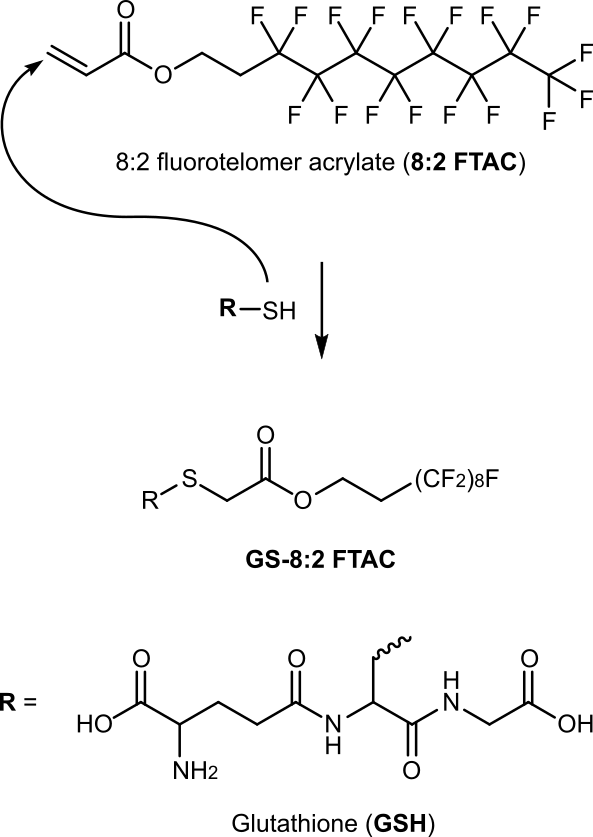 O
O
F F F F F F F F
F
F
F
F F F F F F F
F
8:2 fluorotelomer acrylate (8:2 FTAC)
R—SH
O
R S O (CF2)8F
GS-8:2 FTAC
O O H O
R = HO N N OH
H
NH2 O
Glutathione (GSH)